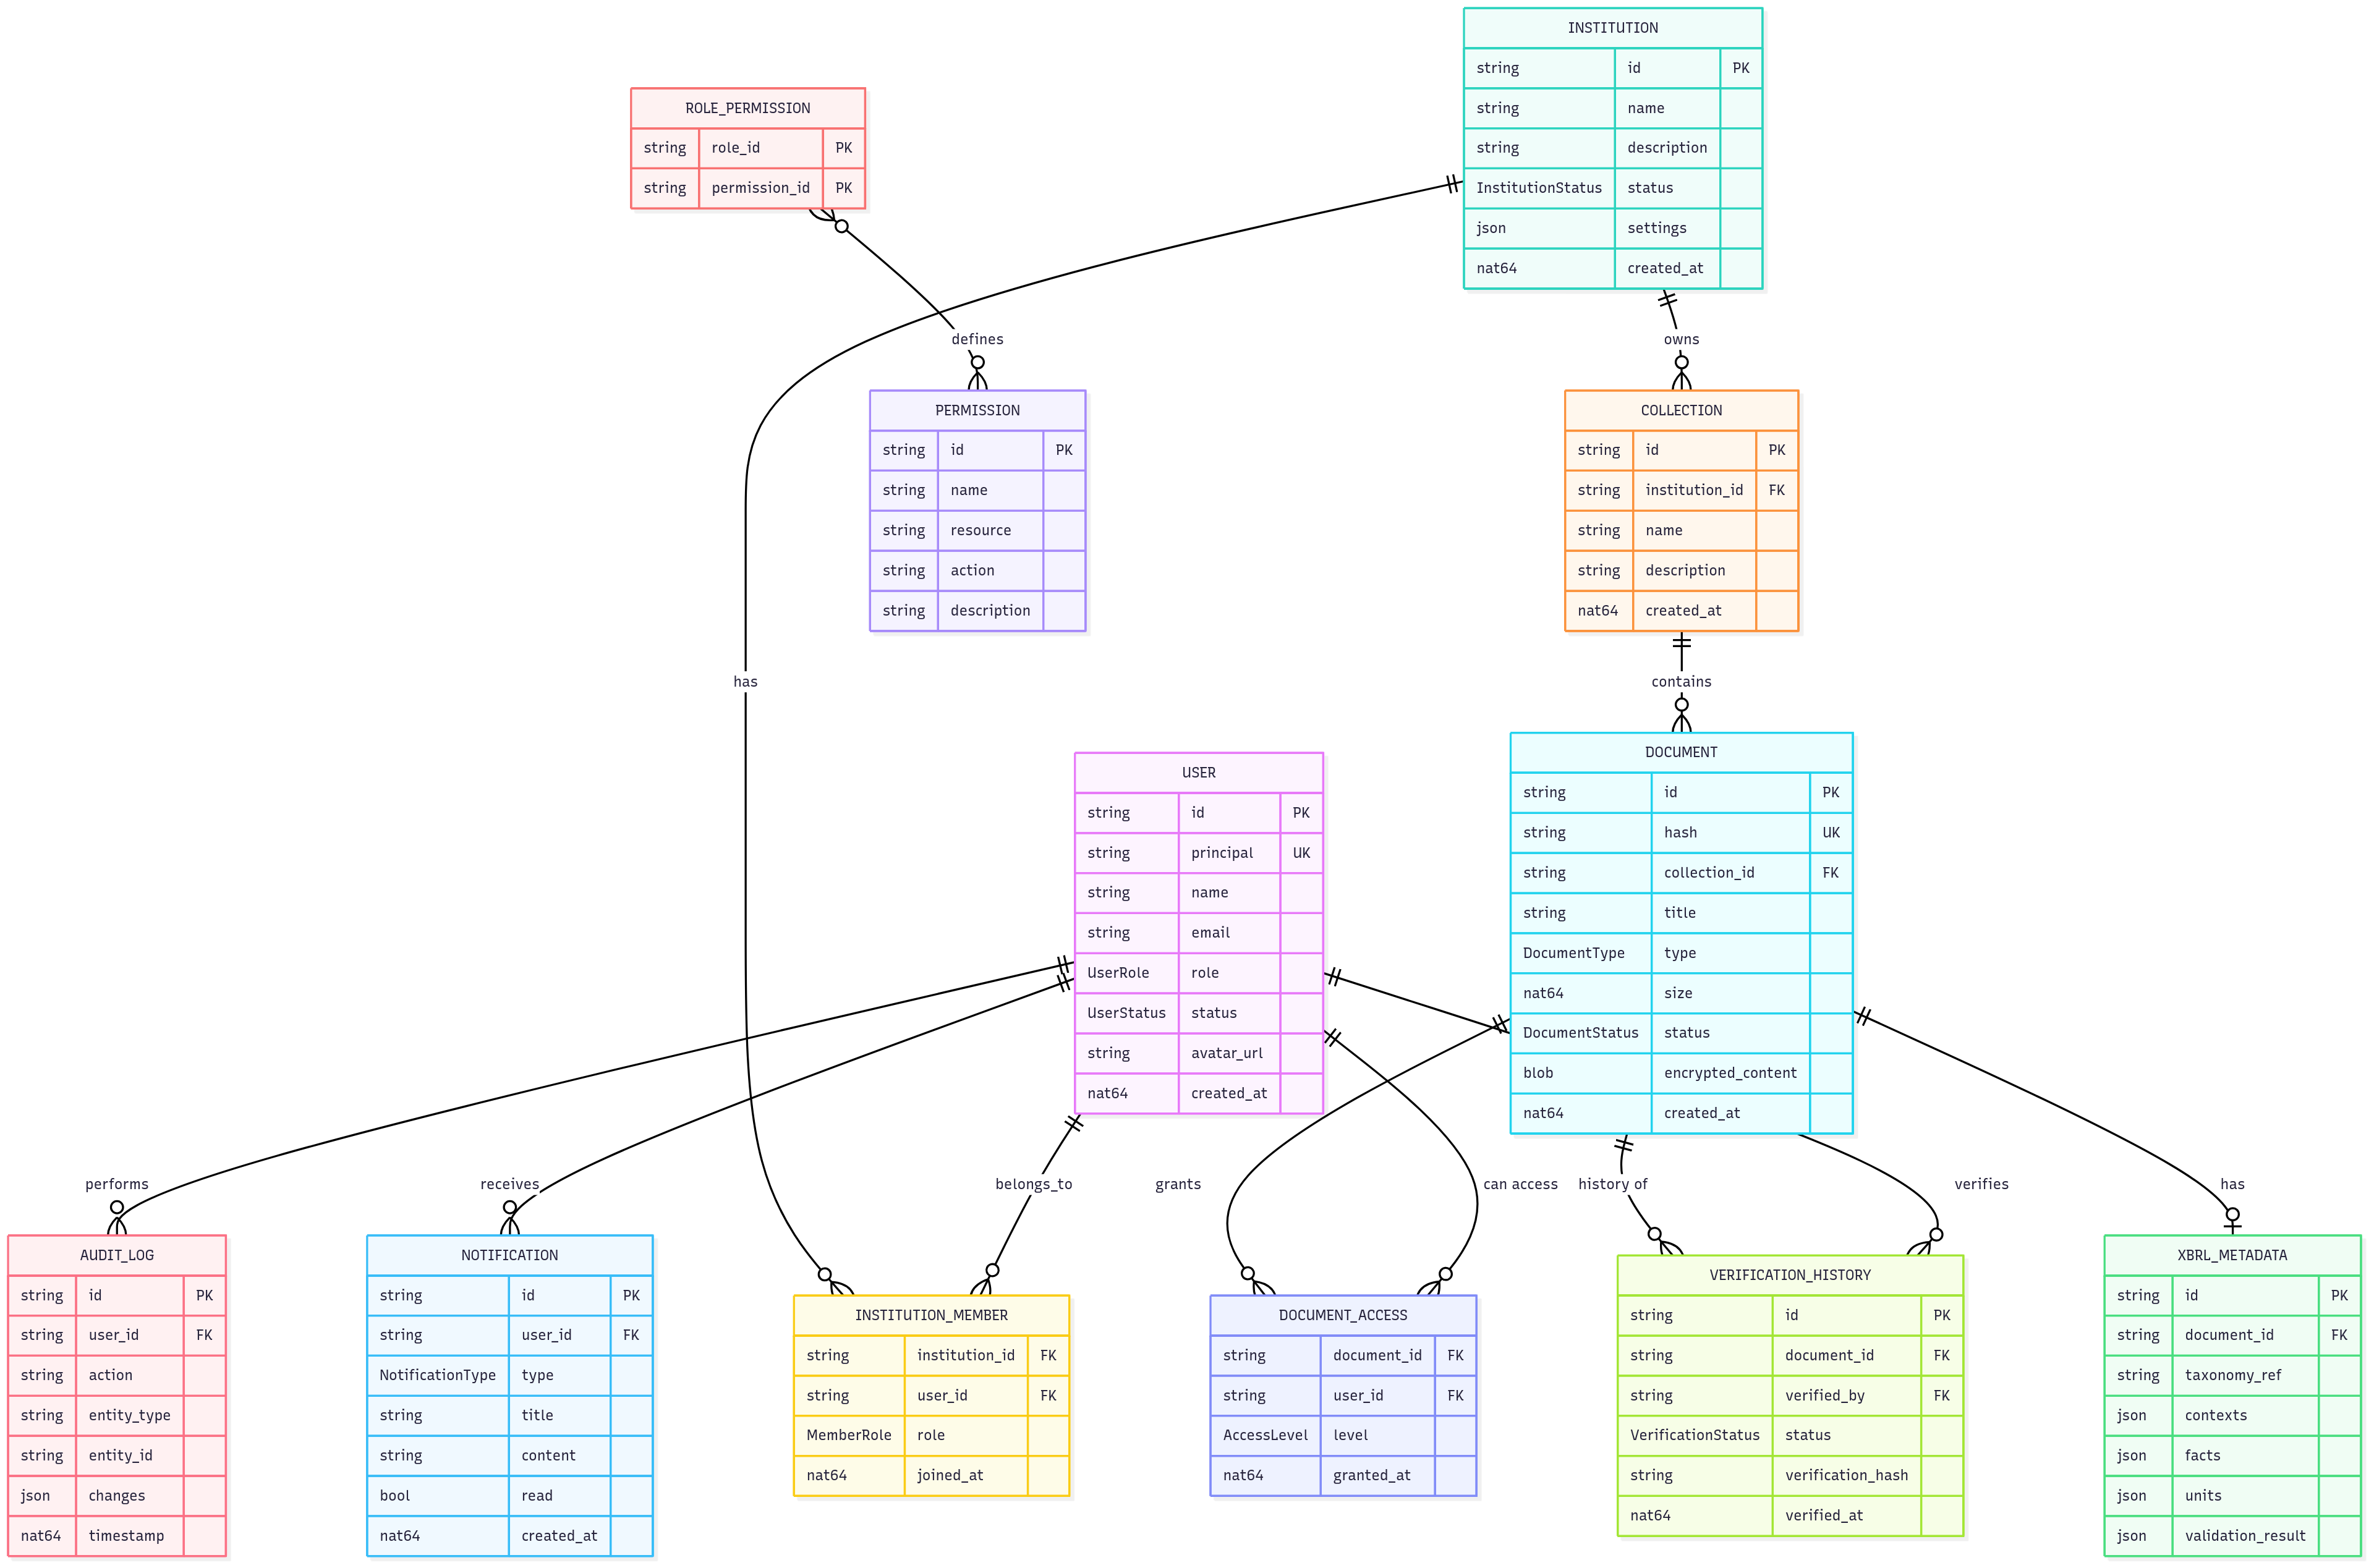 INSTITUTION
string id PK
string name
string description
InstitutionStatus status
json settings
nat64 created_at
ROLE_PERMISSION
string role_id PK
string permission_id PK
defines
owns
PERMISSION
string id PK
string name
string resource
string action
string description
COLLECTION
string id PK
string institution_id FK
string name
string description
nat64 created_at
has
contains
USER
string id PK
string principal UK
string name
string email
UserRole role
UserStatus status
string avatar_url
nat64 created_at
DOCUMENT
string id PK
string hash UK
string collection_id FK
string title
DocumentType type
nat64 size
DocumentStatus status
blob encrypted_content
nat64 created_at
performs
receives
belongs_to
grants
can access
history of
verifies
has
AUDIT_LOG
string id PK
string user_id FK
string action
string entity_type
string entity_id
json changes
nat64 timestamp
NOTIFICATION
string id PK
string user_id FK
NotificationType type
string title
string content
bool read
nat64 created_at
INSTITUTION_MEMBER
string institution_id FK
string user_id FK
MemberRole role
nat64 joined_at
DOCUMENT_ACCESS
string document_id FK
string user_id FK
AccessLevel level
nat64 granted_at
VERIFICATION_HISTORY
string id PK
string document_id FK
string verified_by FK
VerificationStatus status
string verification_hash
nat64 verified_at
XBRL_METADATA
string id PK
string document_id FK
string taxonomy_ref
json contexts
json facts
json units
json validation_result